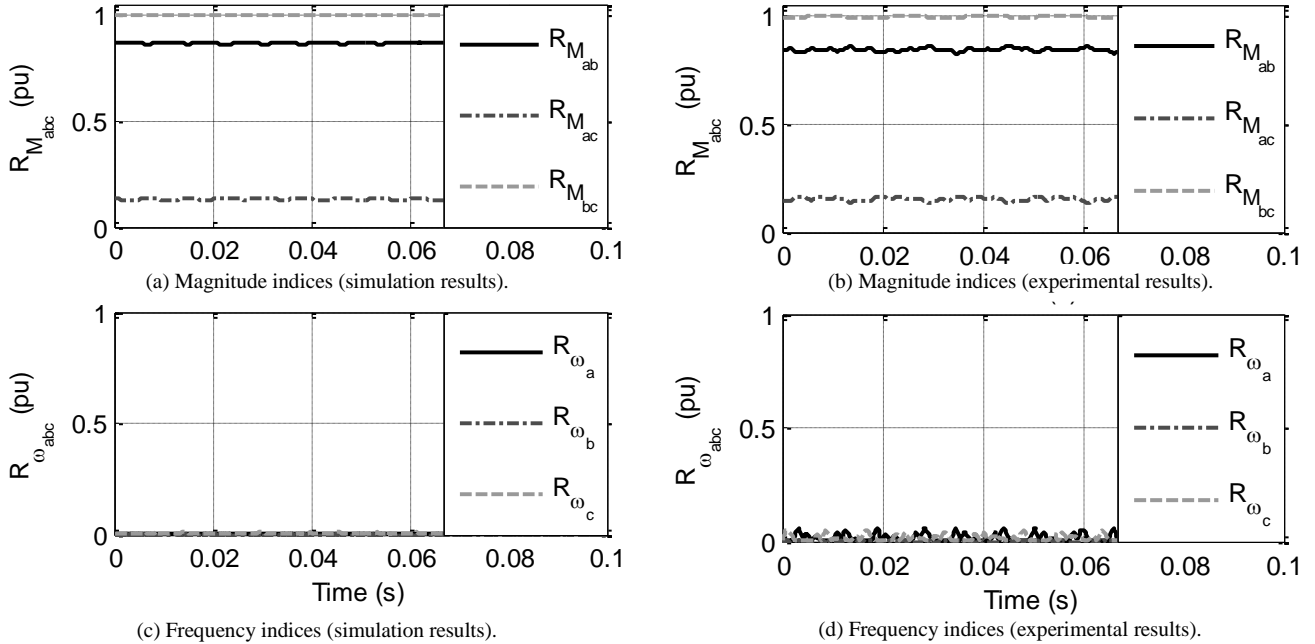 R_M_abc (pu)
1
0.5
0
0 0.02 0.04 0.06 0.08 0.1
R_M_ab
R_M_ac
R_M_bc
(a) Magnitude indices (simulation results).
R_M_abc (pu)
1
0.5
0
0 0.02 0.04 0.06 0.08 0.1
R_M_ab
R_M_ac
R_M_bc
(b) Magnitude indices (experimental results).
R_ω_abc (pu)
1
0.5
0
0 0.02 0.04 0.06 0.08 0.1
R_ω_a
R_ω_b
R_ω_c
Time (s)
(c) Frequency indices (simulation results).
R_ω_abc (pu)
1
0.5
0
0 0.02 0.04 0.06 0.08 0.1
R_ω_a
R_ω_b
R_ω_c
Time (s)
(d) Frequency indices (experimental results).